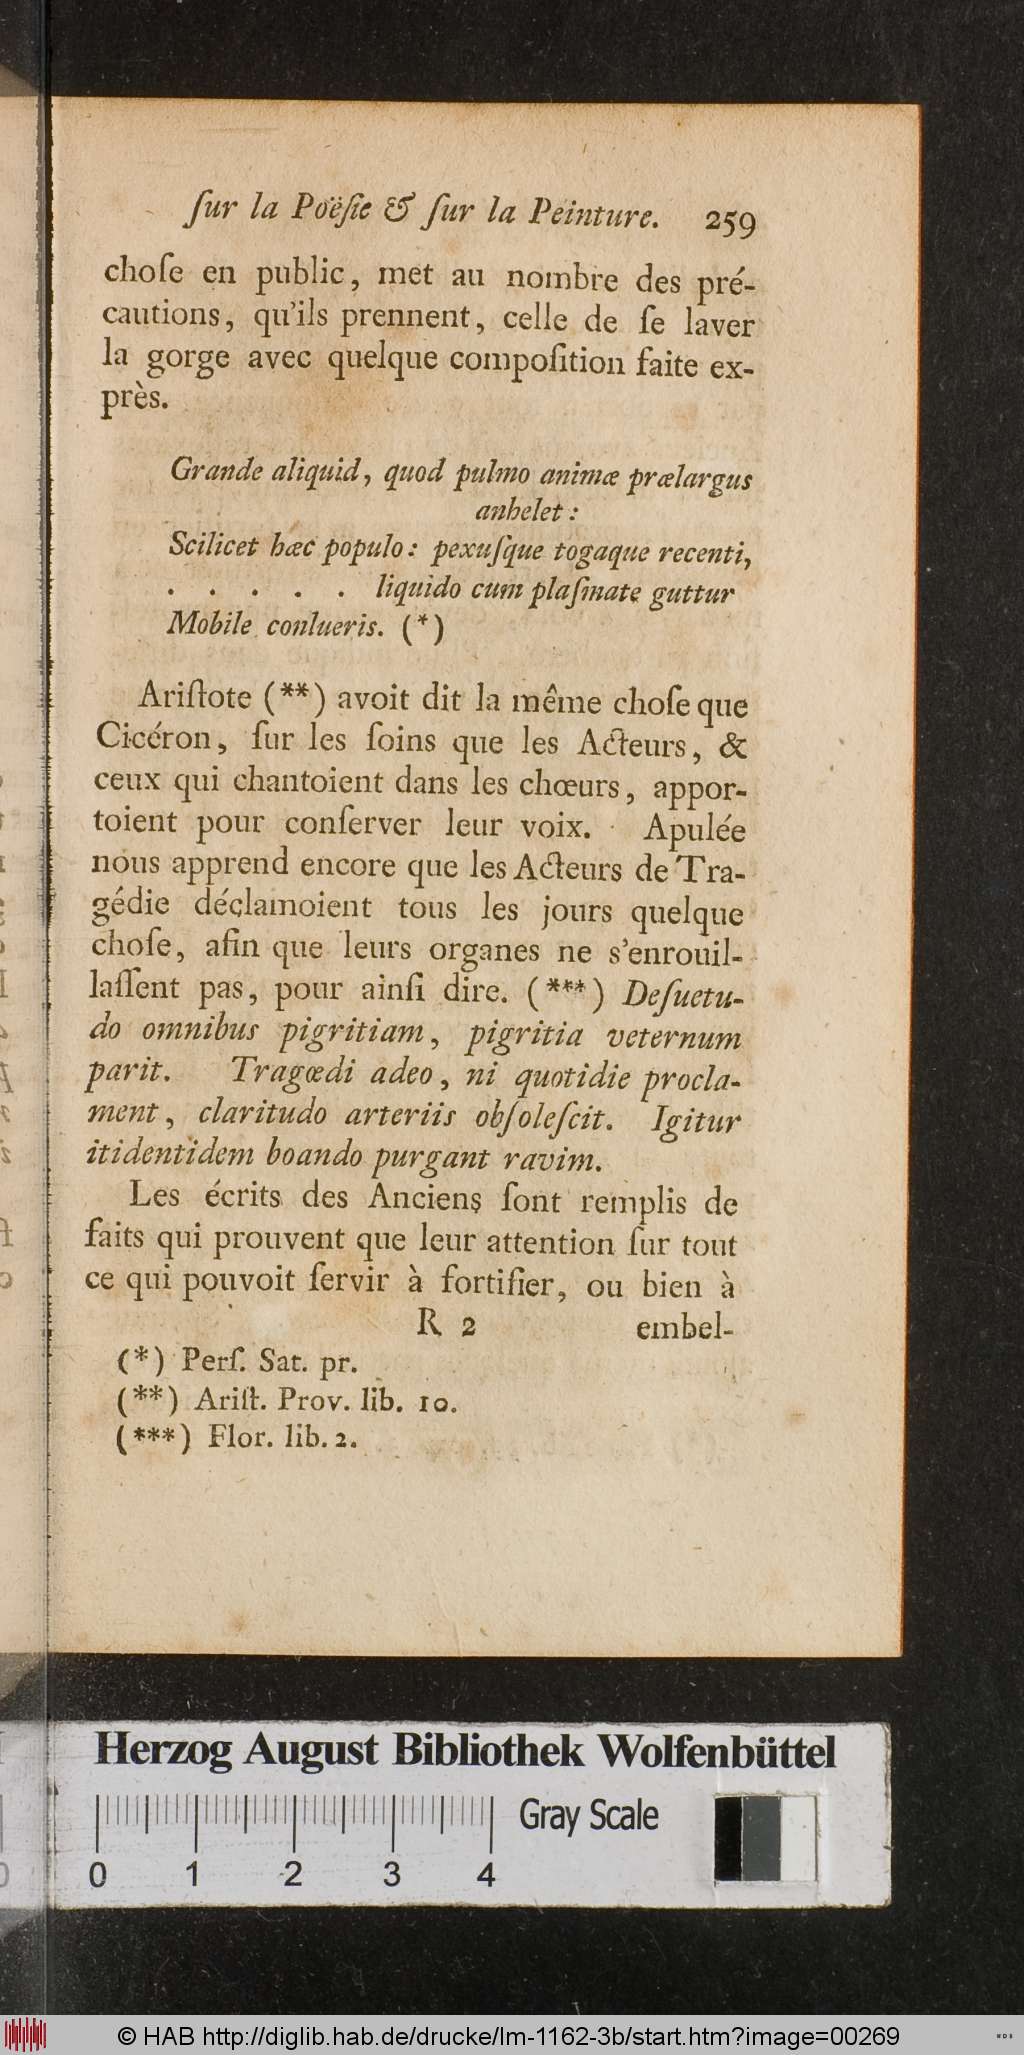 ſur la Poëſie & ſur la Peinture. 259
choſe en public, met au nombre des pré-
cautions, qu'ils prennent, celle de ſe laver
la gorge avec quelque compoſition faite ex-
près.
Grande aliquid, quod pulmo animæ prælargus
anhelet:
Scilicet hæc populo: pexuſque togaque recenti,
. . . . . liquido cum plaſmate guttur
Mobile conlueris. (*)
Ariſtote (**) avoit dit la même choſe que
Cicéron, ſur les ſoins que les Acteurs, &
ceux qui chantoient dans les chœurs, appor-
toient pour conſerver leur voix. Apulée
nous apprend encore que les Acteurs de Tra-
gédie déclamoient tous les jours quelque
choſe, afin que leurs organes ne s'enrouil-
laſſent pas, pour ainſi dire. (***) Deſuetu-
do omnibus pigritiam, pigritia veternum
parit. Tragœdi adeo, ni quotidie procla-
ment, claritudo arteriis obſoleſcit. Igitur
itidentidem boando purgant ravim.
Les écrits des Anciens ſont remplis de
faits qui prouvent que leur attention ſur tout
ce qui pouvoit ſervir à fortifier, ou bien à
R 2 embel-
(*) Perſ. Sat. pr.
(**) Ariſt. Prov. lib. 10.
(***) Flor. lib. 2.
Herzog August Bibliothek Wolfenbüttel
Gray Scale
0 1 2 3 4
© HAB http://diglib.hab.de/drucke/lm-1162-3b/start.htm?image=00269